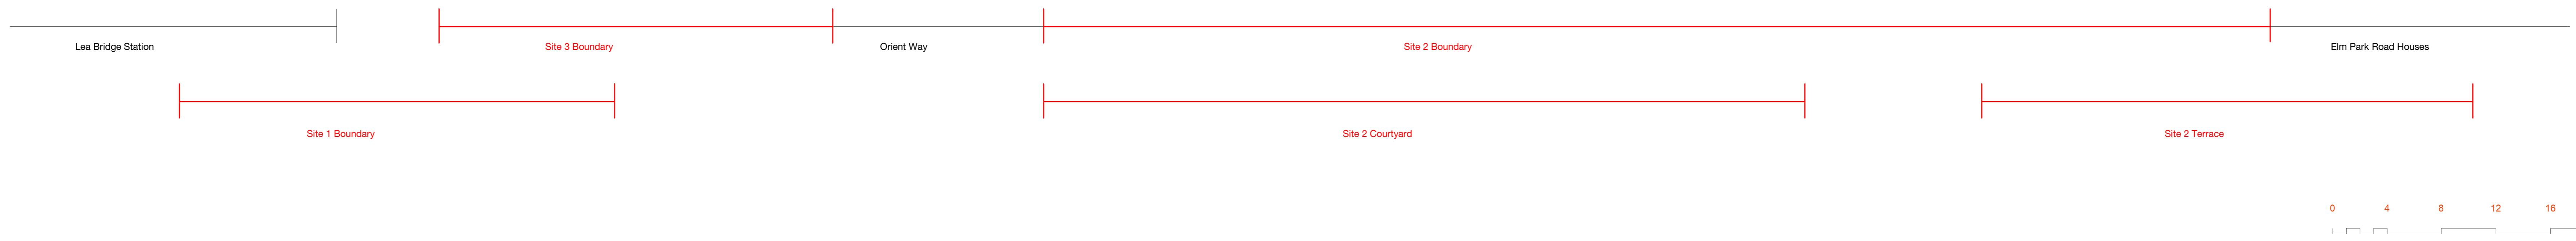 Lea Bridge Station
Site 3 Boundary
Orient Way
Site 2 Boundary
Elm Park Road Houses
Site 1 Boundary
Site 2 Courtyard
Site 2 Terrace
0 4 8 12 16